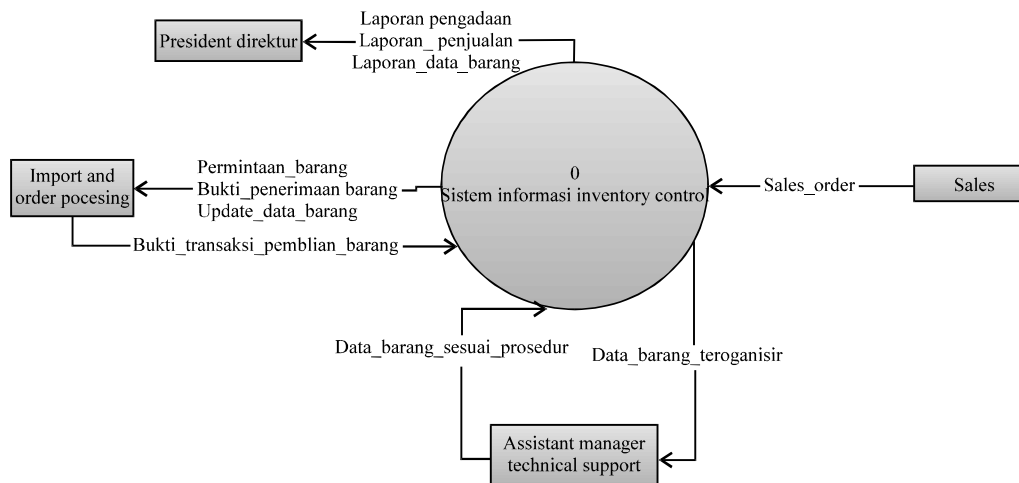 Laporan pengadaan
President direktur
Laporan_ penjualan
Laporan_data_barang
Permintaan_barang
Import and
order pocesing
Bukti_penerimaan barang
Update_data_barang
0
Sistem informasi inventory control
Sales_order
Sales
Bukti_transaksi_pemblian_barang
Data_barang_sesuai_prosedur
Data_barang_teroganisir
Assistant manager
technical support